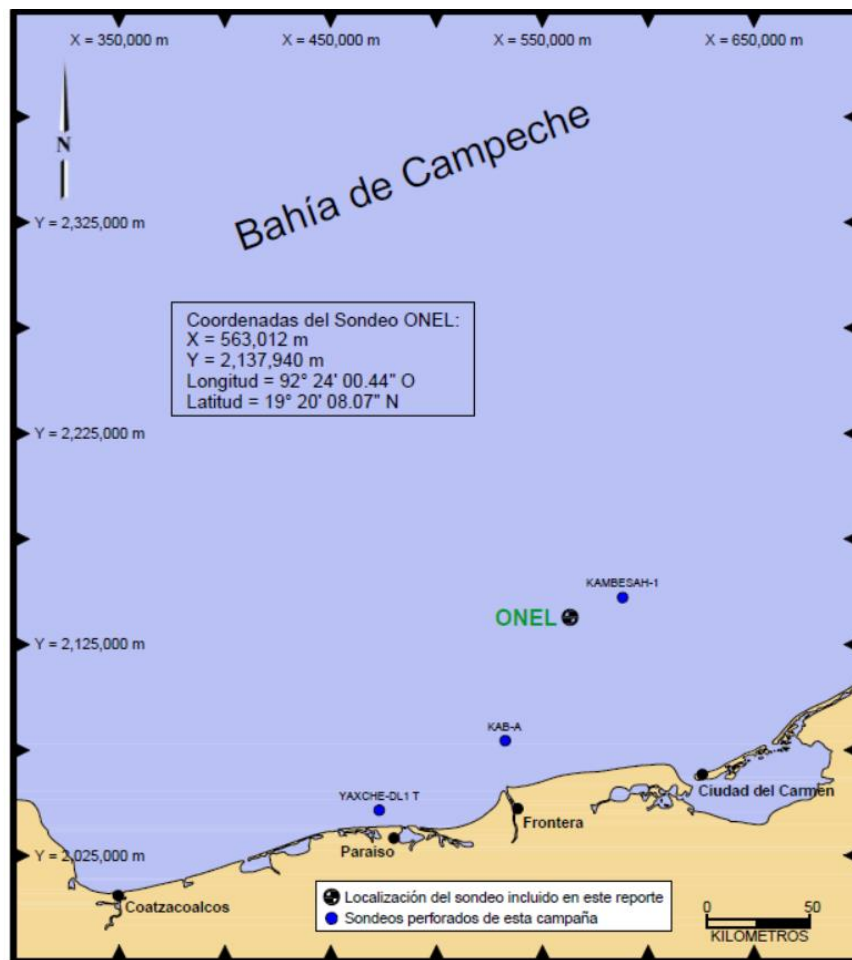 X = 350,000 m
X = 450,000 m
X = 550,000 m
X = 650,000 m
N
Bahía de Campeche
Y = 2,325,000 m
Coordenadas del Sondeo ONEL:
X = 563,012 m
Y = 2,137,940 m
Longitud = 92° 24' 00.44" O
Latitud = 19° 20' 08.07" N
Y = 2,225,000 m
KAMBESAH-1
ONEL
Y = 2,125,000 m
KAB-A
Ciudad del Carmen
YAXCHE-DL1 T
Frontera
Paraiso
Y = 2,025,000 m
Coatzacoalcos
Localización del sondeo incluido en este reporte
Sondeos perforados de esta campaña
0
50
KILOMETROS